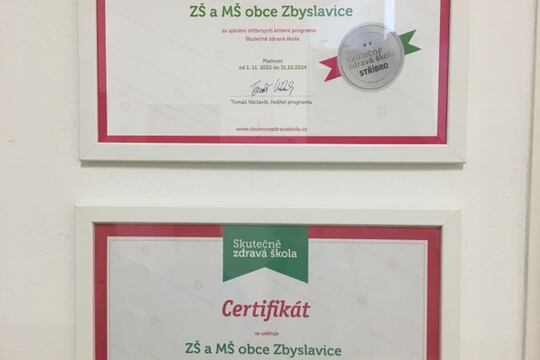 ZŠ a MŠ obce Zbyslavice
za splnění stříbrných kritérií programu
Skutečně zdravá škola
Platnost
od 1. 11. 2022 do 31.10.2024
Tomáš Václavík, ředitel programu
www.skutecnezdravaskola.cz
Skutečně
zdravá škola
STŘÍBRO
Skutečně
zdravá škola
Certifikát
se uděluje
ZŠ a MŠ obce Zbyslavice